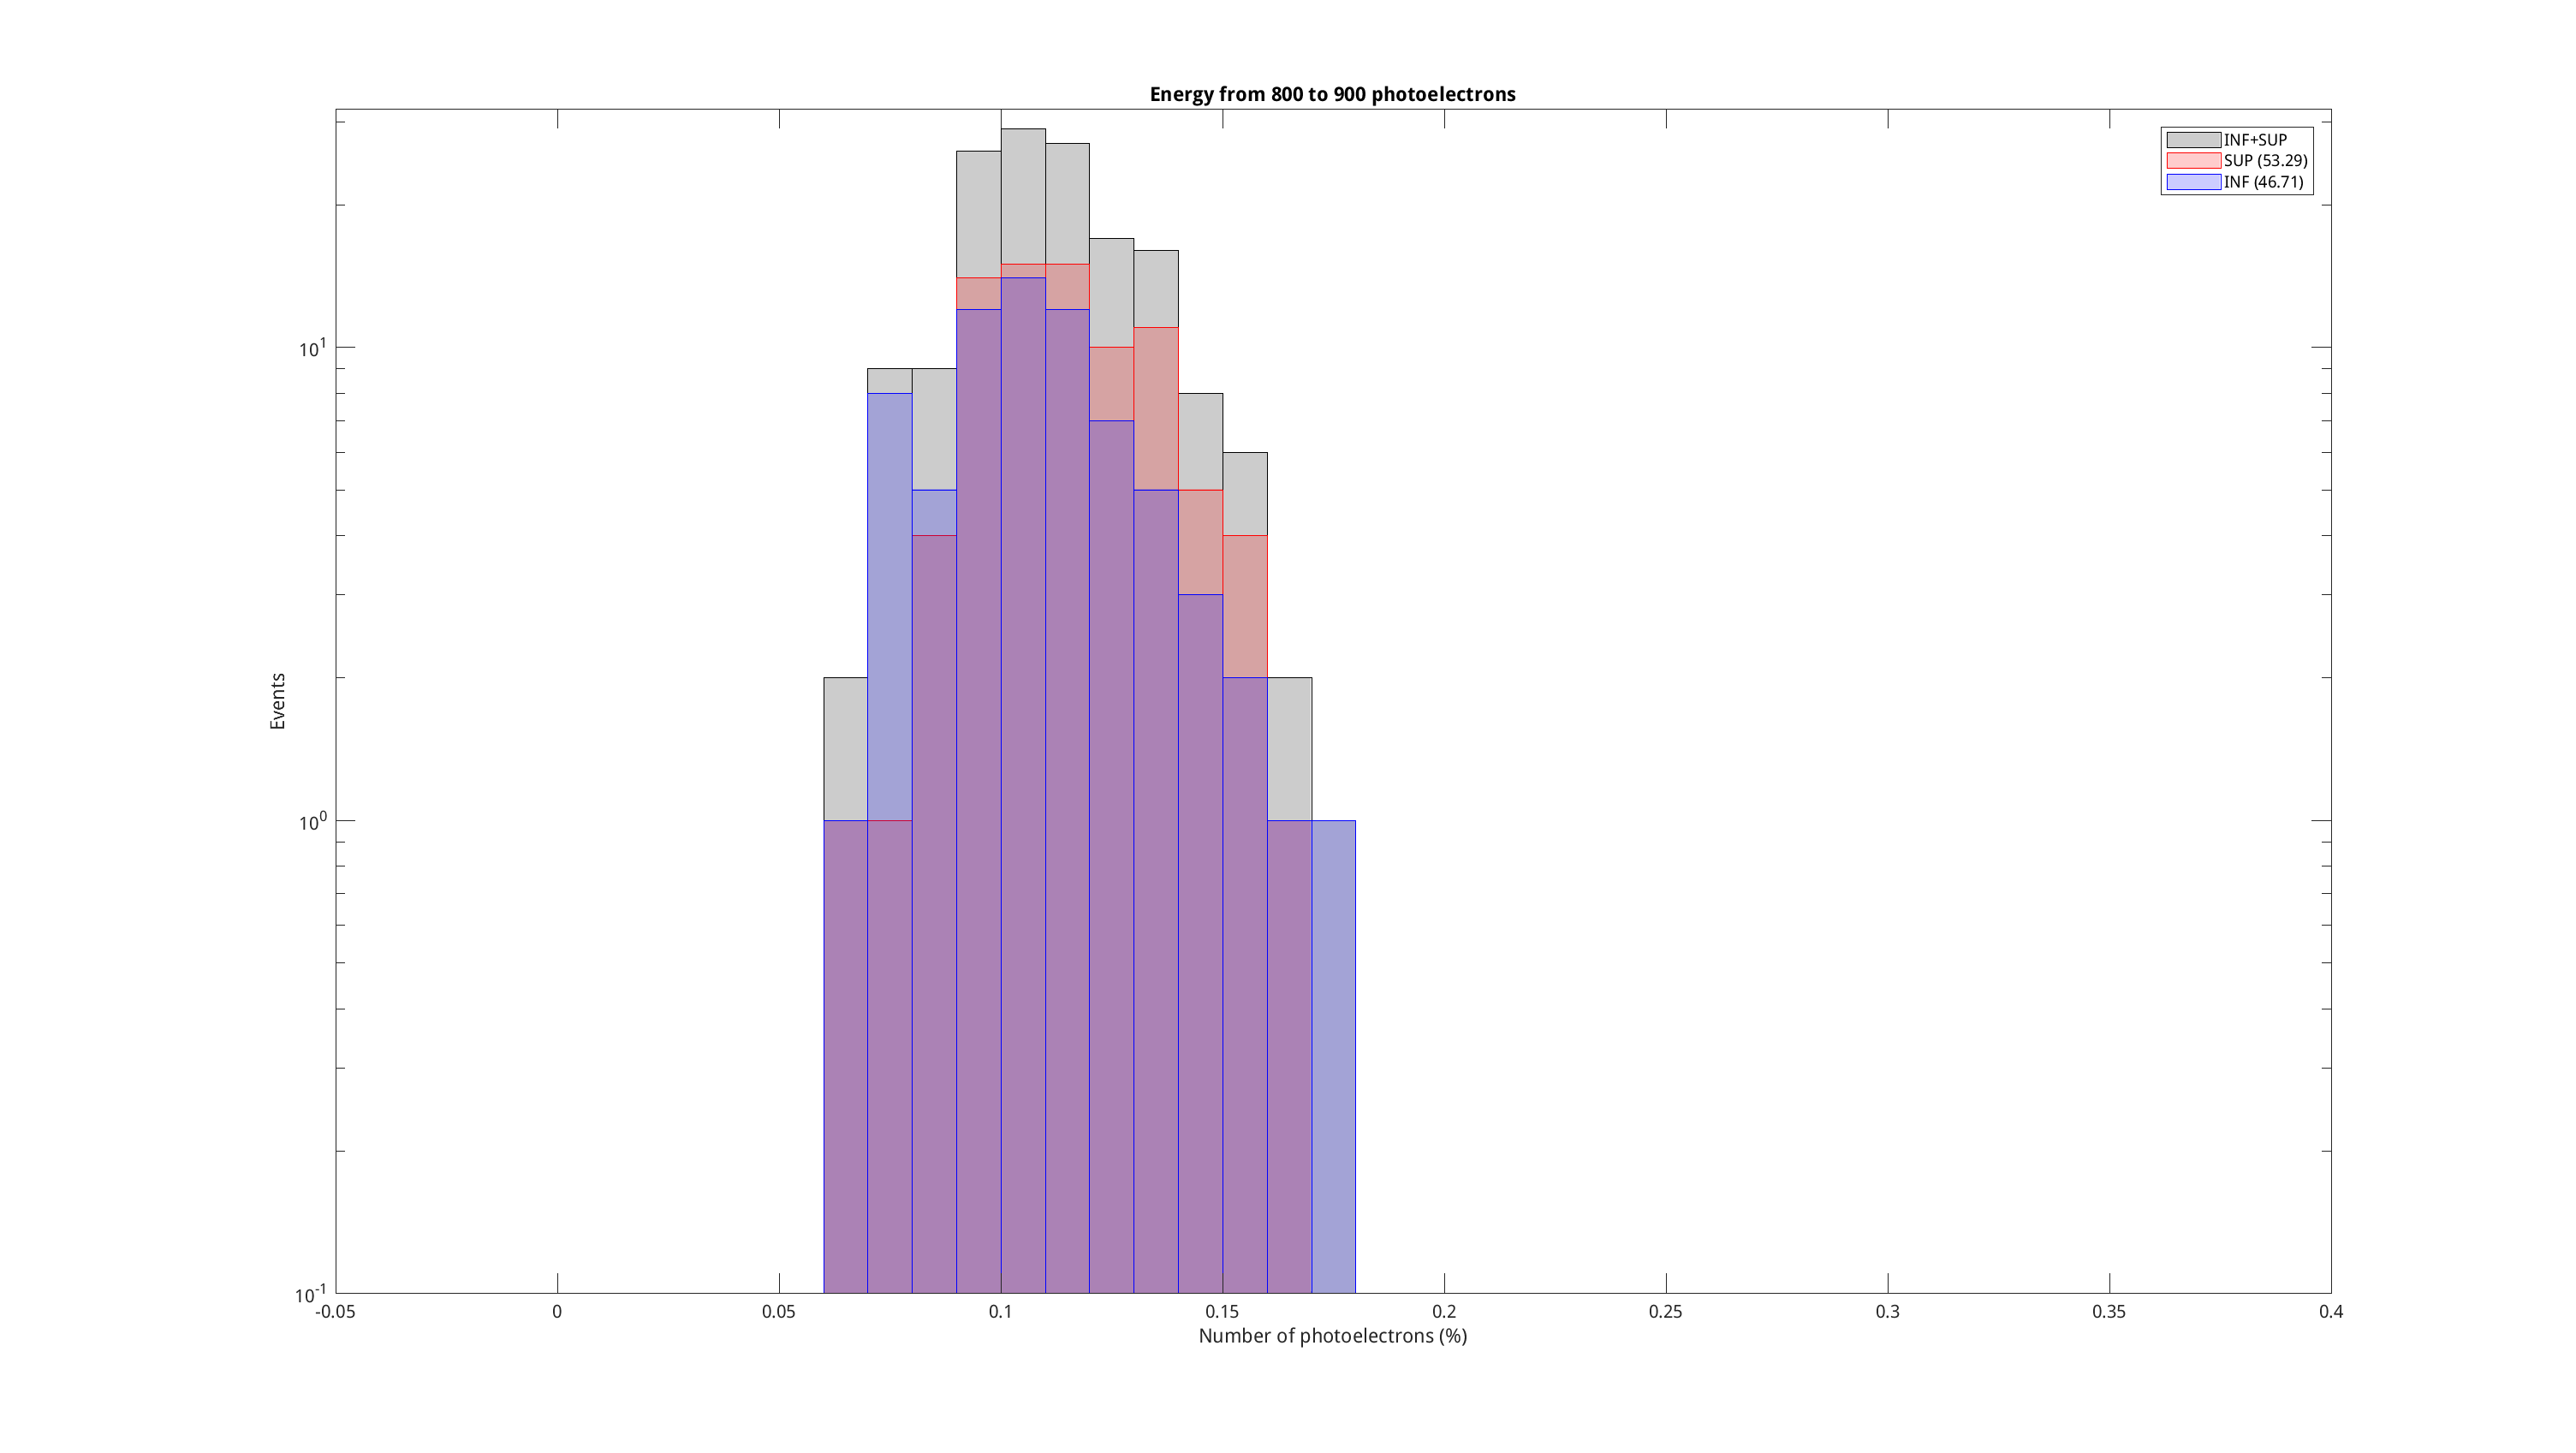 Energy from 800 to 900 photoelectrons
INF+SUP
SUP (53.29)
INF (46.71)
Events
10^1
10^0
10^-1
-0.05 0 0.05 0.1 0.15 0.2 0.25 0.3 0.35 0.4
Number of photoelectrons (%)